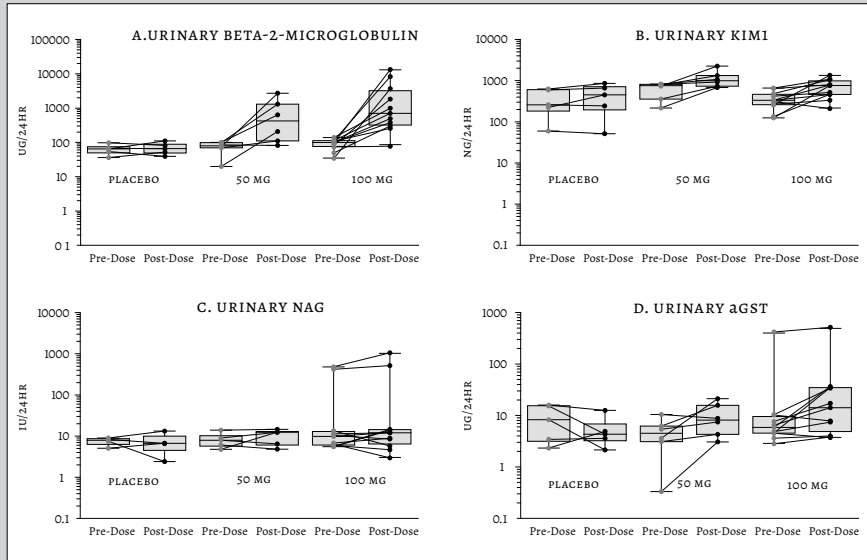 A.URINARY BETA-2-MICROGLOBULIN
UG/24HR
100000
10000
1000
100
10
1
0 1
PLACEBO
50 MG
100 MG
Pre-Dose Post-Dose Pre-Dose Post-Dose Pre-Dose Post-Dose
B. URINARY KIM1
NG/24HR
10000
1000
100
10
1
0.1
PLACEBO
50 MG
100 MG
Pre-Dose Post-Dose Pre-Dose Post-Dose Pre-Dose Post-Dose
C. URINARY NAG
IU/24HR
10000
1000
100
10
1
0.1
PLACEBO
50 MG
100 MG
Pre-Dose Post-Dose Pre-Dose Post-Dose Pre-Dose Post-Dose
D. URINARY aGST
UG/24HR
1000
100
10
1
0.1
PLACEBO
50 MG
100 MG
Pre-Dose Post-Dose Pre-Dose Post-Dose Pre-Dose Post-Dose